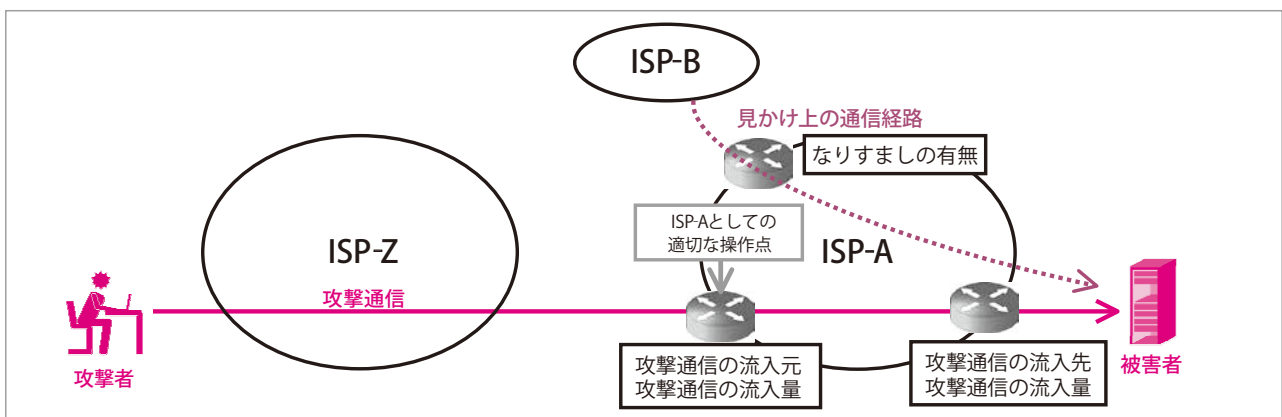 ISP-B
見かけ上の通信経路
なりすましの有無
ISP-Aとしての
適切な操作点
ISP-Z
ISP-A
攻撃通信
攻撃者
攻撃通信の流入元
攻撃通信の流入量
攻撃通信の流入先
攻撃通信の流入量
被害者